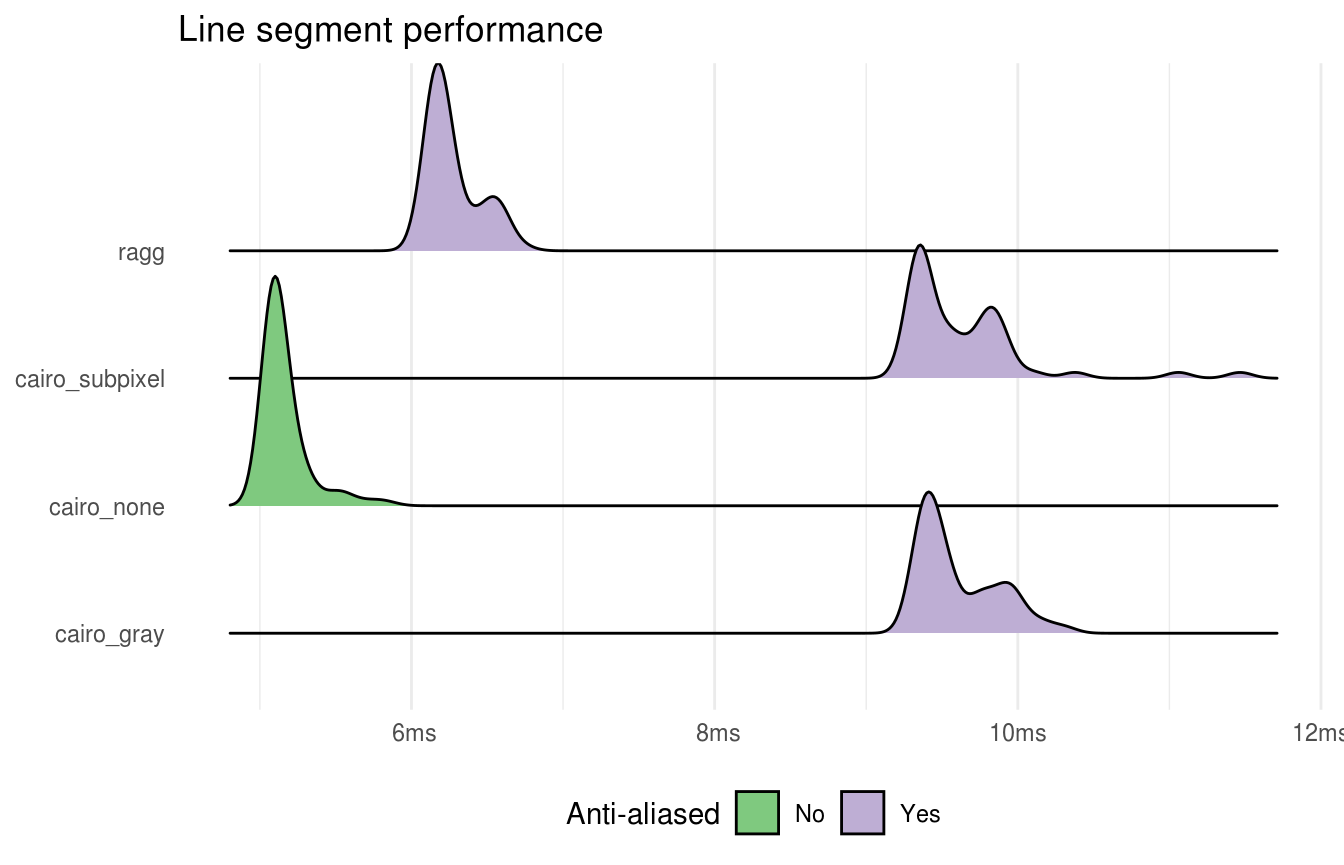 Line segment performance
ragg
cairo_subpixel
cairo_none
cairo_gray
6ms 8ms 10ms 12ms
Anti-aliased No Yes